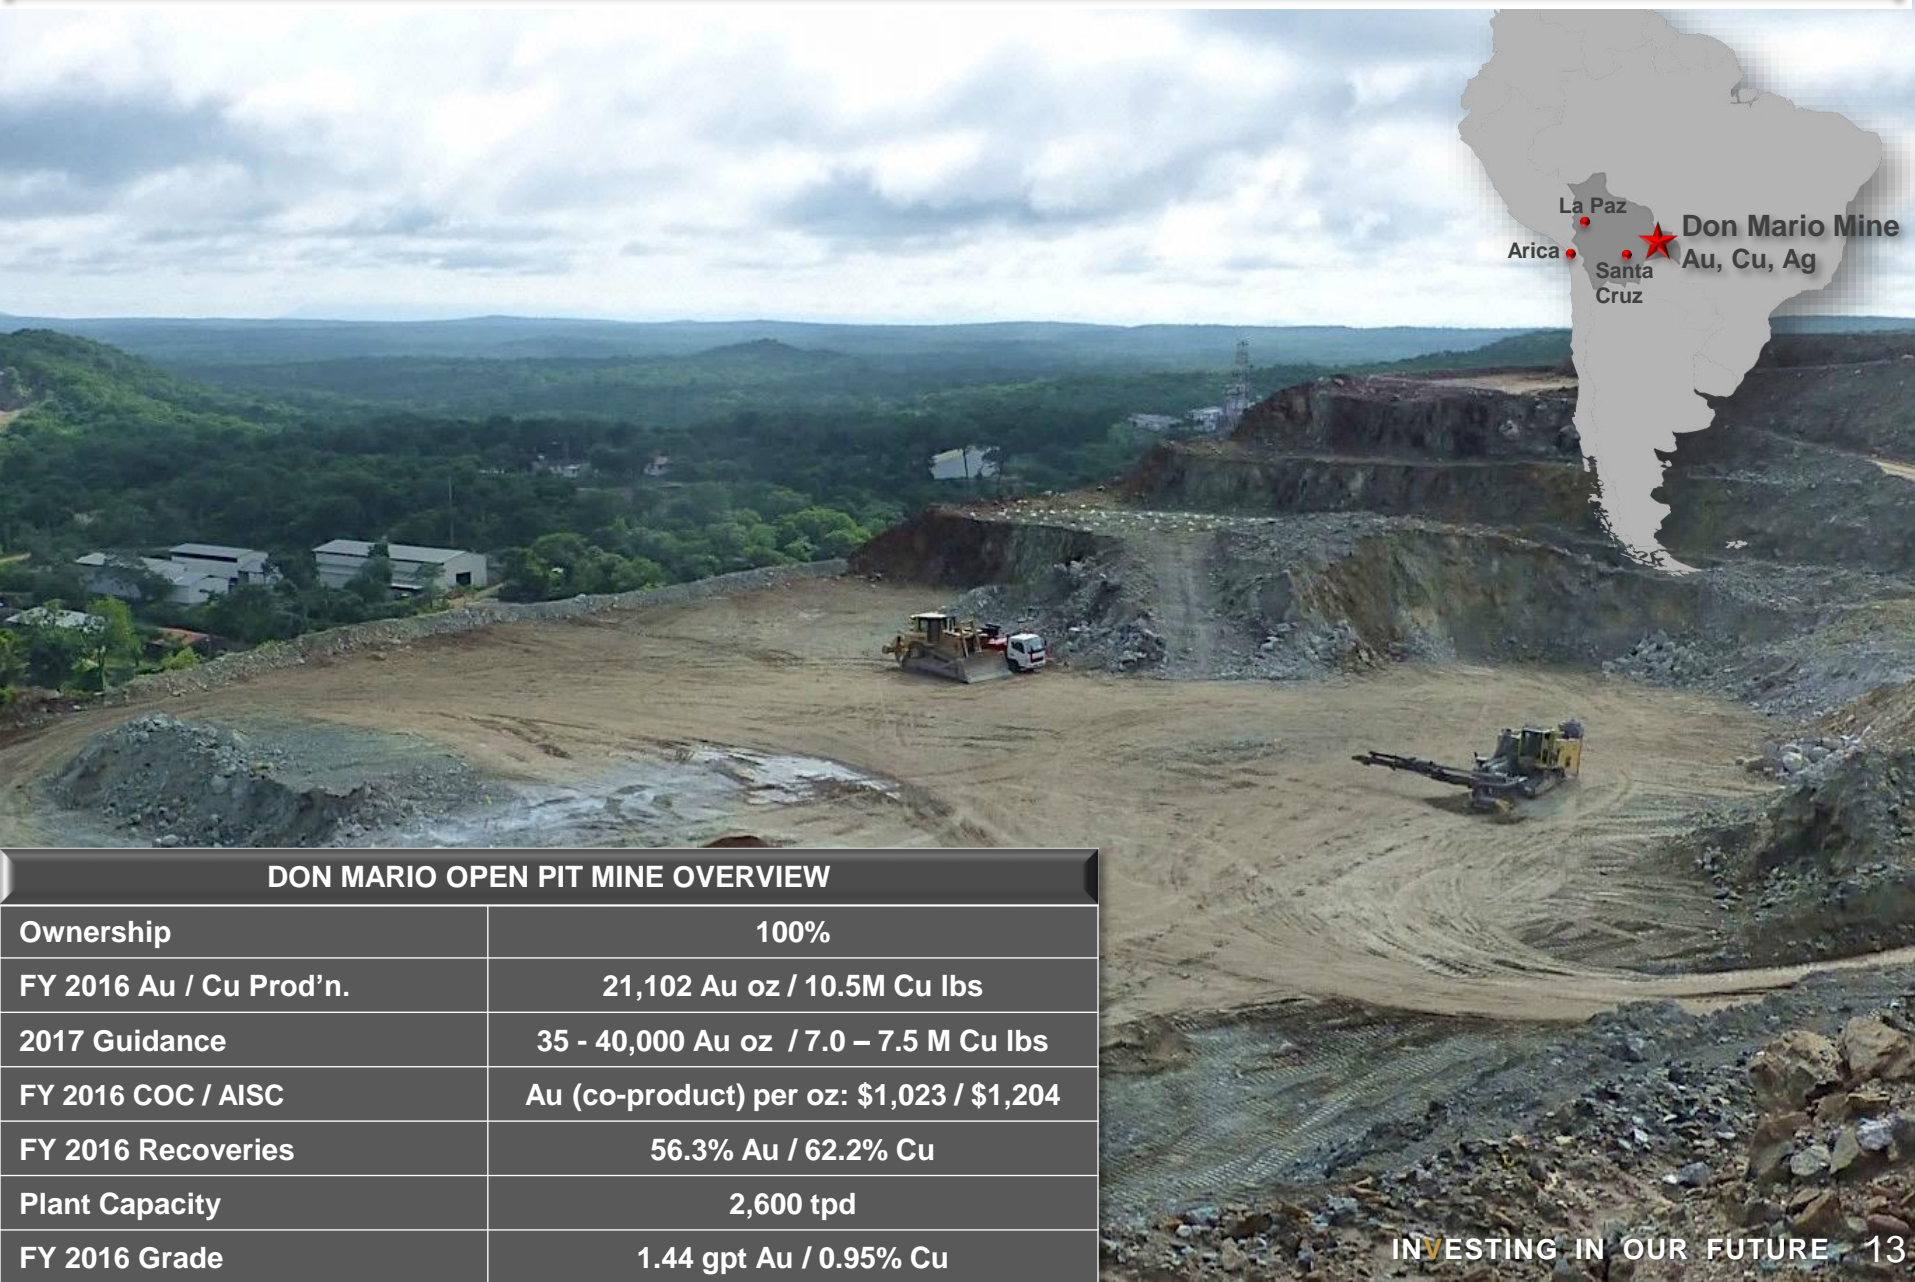 La Paz
Arica
Santa
Cruz
Don Mario Mine
Au, Cu, Ag
DON MARIO OPEN PIT MINE OVERVIEW
Ownership 100%
FY 2016 Au / Cu Prod’n. 21,102 Au oz / 10.5M Cu lbs
2017 Guidance 35 - 40,000 Au oz / 7.0 – 7.5 M Cu lbs
FY 2016 COC / AISC Au (co-product) per oz: $1,023 / $1,204
FY 2016 Recoveries 56.3% Au / 62.2% Cu
Plant Capacity 2,600 tpd
FY 2016 Grade 1.44 gpt Au / 0.95% Cu
INVESTING IN OUR FUTURE 13